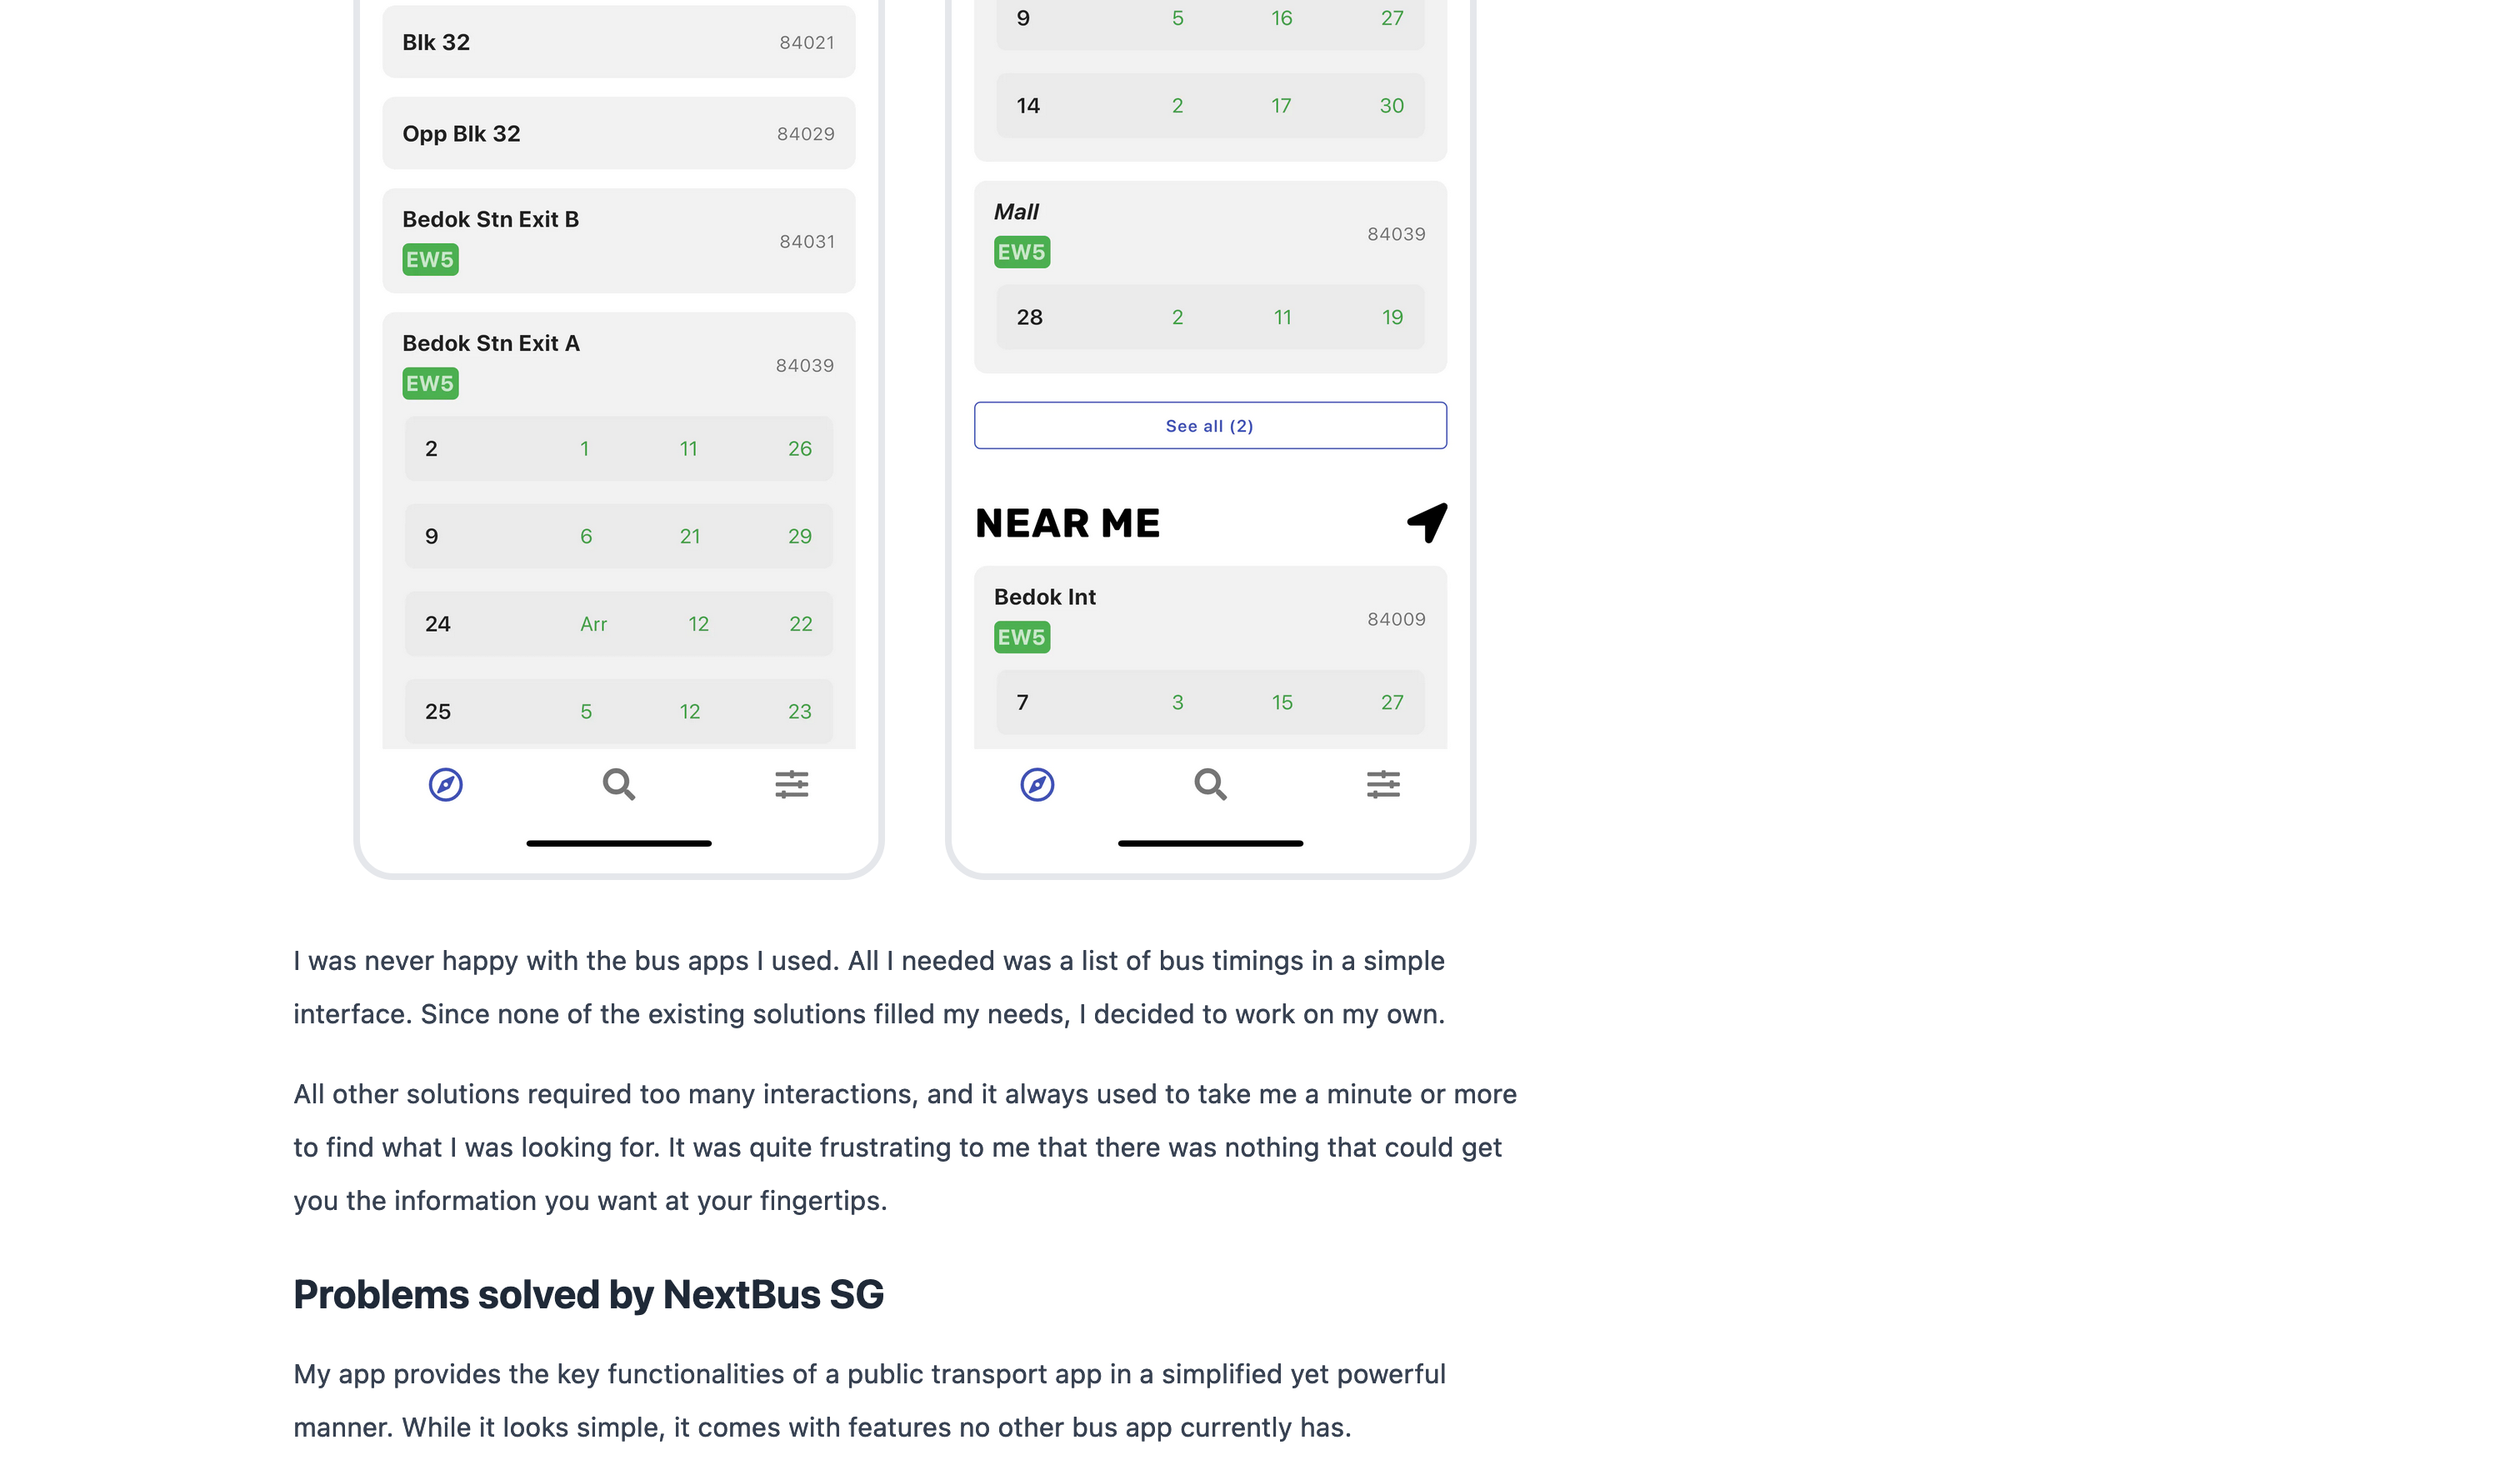 Blk 32 84021
Opp Blk 32 84029
Bedok Stn Exit B
84031
EW5
Bedok Stn Exit A
84039
EW5
2 1 11 26
9 6 21 29
24 Arr 12 22
25 5 12 23
9 5 16 27
14 2 17 30
Mall
84039
EW5
28 2 11 19
See all (2)
NEAR ME
Bedok Int
84009
EW5
7 3 15 27
I was never happy with the bus apps I used. All I needed was a list of bus timings in a simple
interface. Since none of the existing solutions filled my needs, I decided to work on my own.
All other solutions required too many interactions, and it always used to take me a minute or more
to find what I was looking for. It was quite frustrating to me that there was nothing that could get
you the information you want at your fingertips.
Problems solved by NextBus SG
My app provides the key functionalities of a public transport app in a simplified yet powerful
manner. While it looks simple, it comes with features no other bus app currently has.